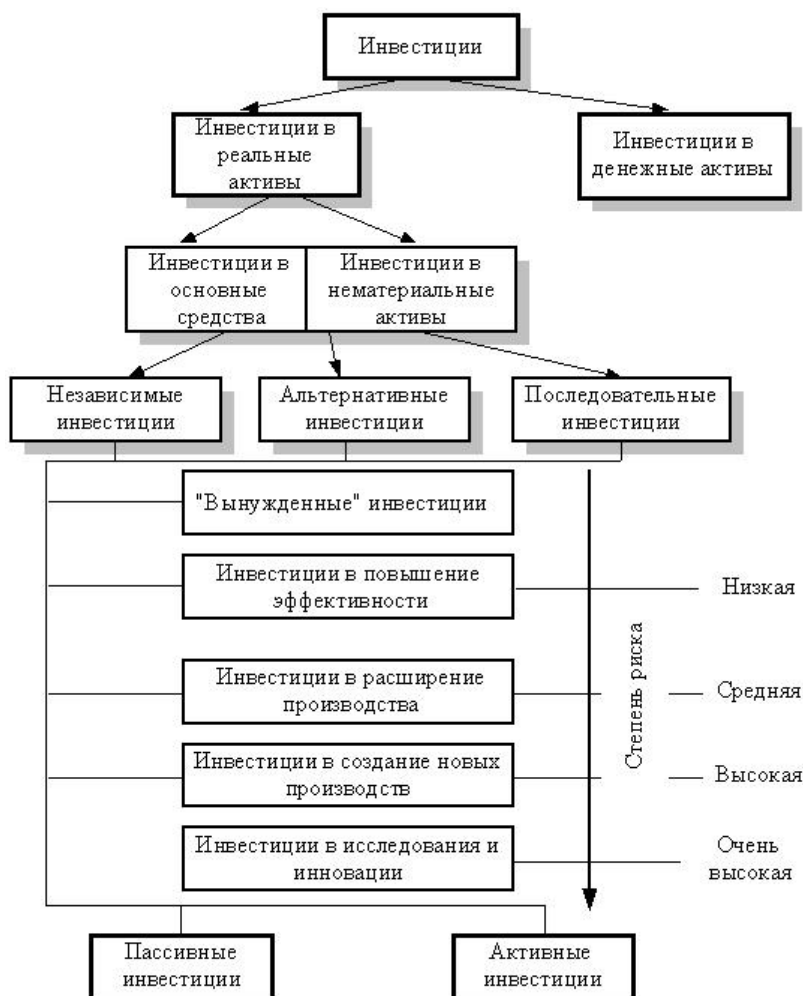 Инвестиции
Инвестиции в
реальные
активы
Инвестиции в
денежные активы
Инвестиции в
основные
средства
Инвестиции в
нематериальные
активы
Независимые
инвестиции
Альтернативные
инвестиции
Последовательные
инвестиции
"Вынужденные" инвестиции
Инвестиции в повышение
эффективности
Низкая
Степень риска
Инвестиции в расширение
производства
Средняя
Инвестиции в создание новых
производств
Высокая
Инвестиции в исследования и
инновации
Очень
высокая
Пассивные
инвестиции
Активные
инвестиции